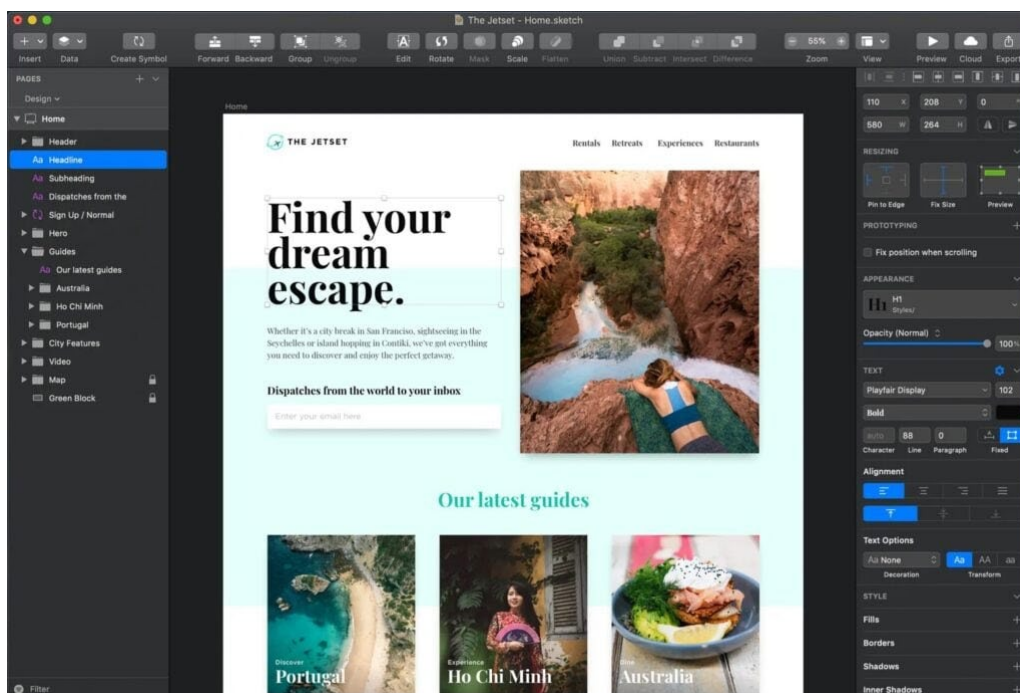 The Jetset - Home.sketch
Insert Data Create Symbol Forward Backward Group Ungroup Edit Rotate Mask Scale Flatten Union Subtract Intersect Difference 55% Zoom View Preview Cloud Export
PAGES
Design
Home
Header
Aa Headline
Aa Subheading
Aa Dispatches from the
Sign Up / Normal
Hero
Guides
Aa Our latest guides
Australia
Ho Chi Minh
Portugal
City Features
Video
Map
Green Block
Filter
Home
THE JETSET
Rentals Retreats Experiences Restaurants
Find your
dream
escape.
Whether it's a city break in San Franciso, sightseeing in the
Seychelles or island hopping in Contiki, we've got everything
you need to discover and enjoy the perfect getaway.
Dispatches from the world to your inbox
Enter your email here
Our latest guides
Discover
Portugal
Experience
Ho Chi Minh
Dine
Australia
110 X 208 Y 0
580 W 264 H
RESIZING
Pin to Edge Fix Size Preview
PROTOTYPING
Fix position when scrolling
APPEARANCE
H1 H1
Styles/
Opacity (Normal)
100%
TEXT
Playfair Display 102
Bold
auto 88 0
Character Line Paragraph Fixed
Alignment
Text Options
Aa None Aa AA aa
Decoration Transform
STYLE
Fills
Borders
Shadows
Inner Shadows